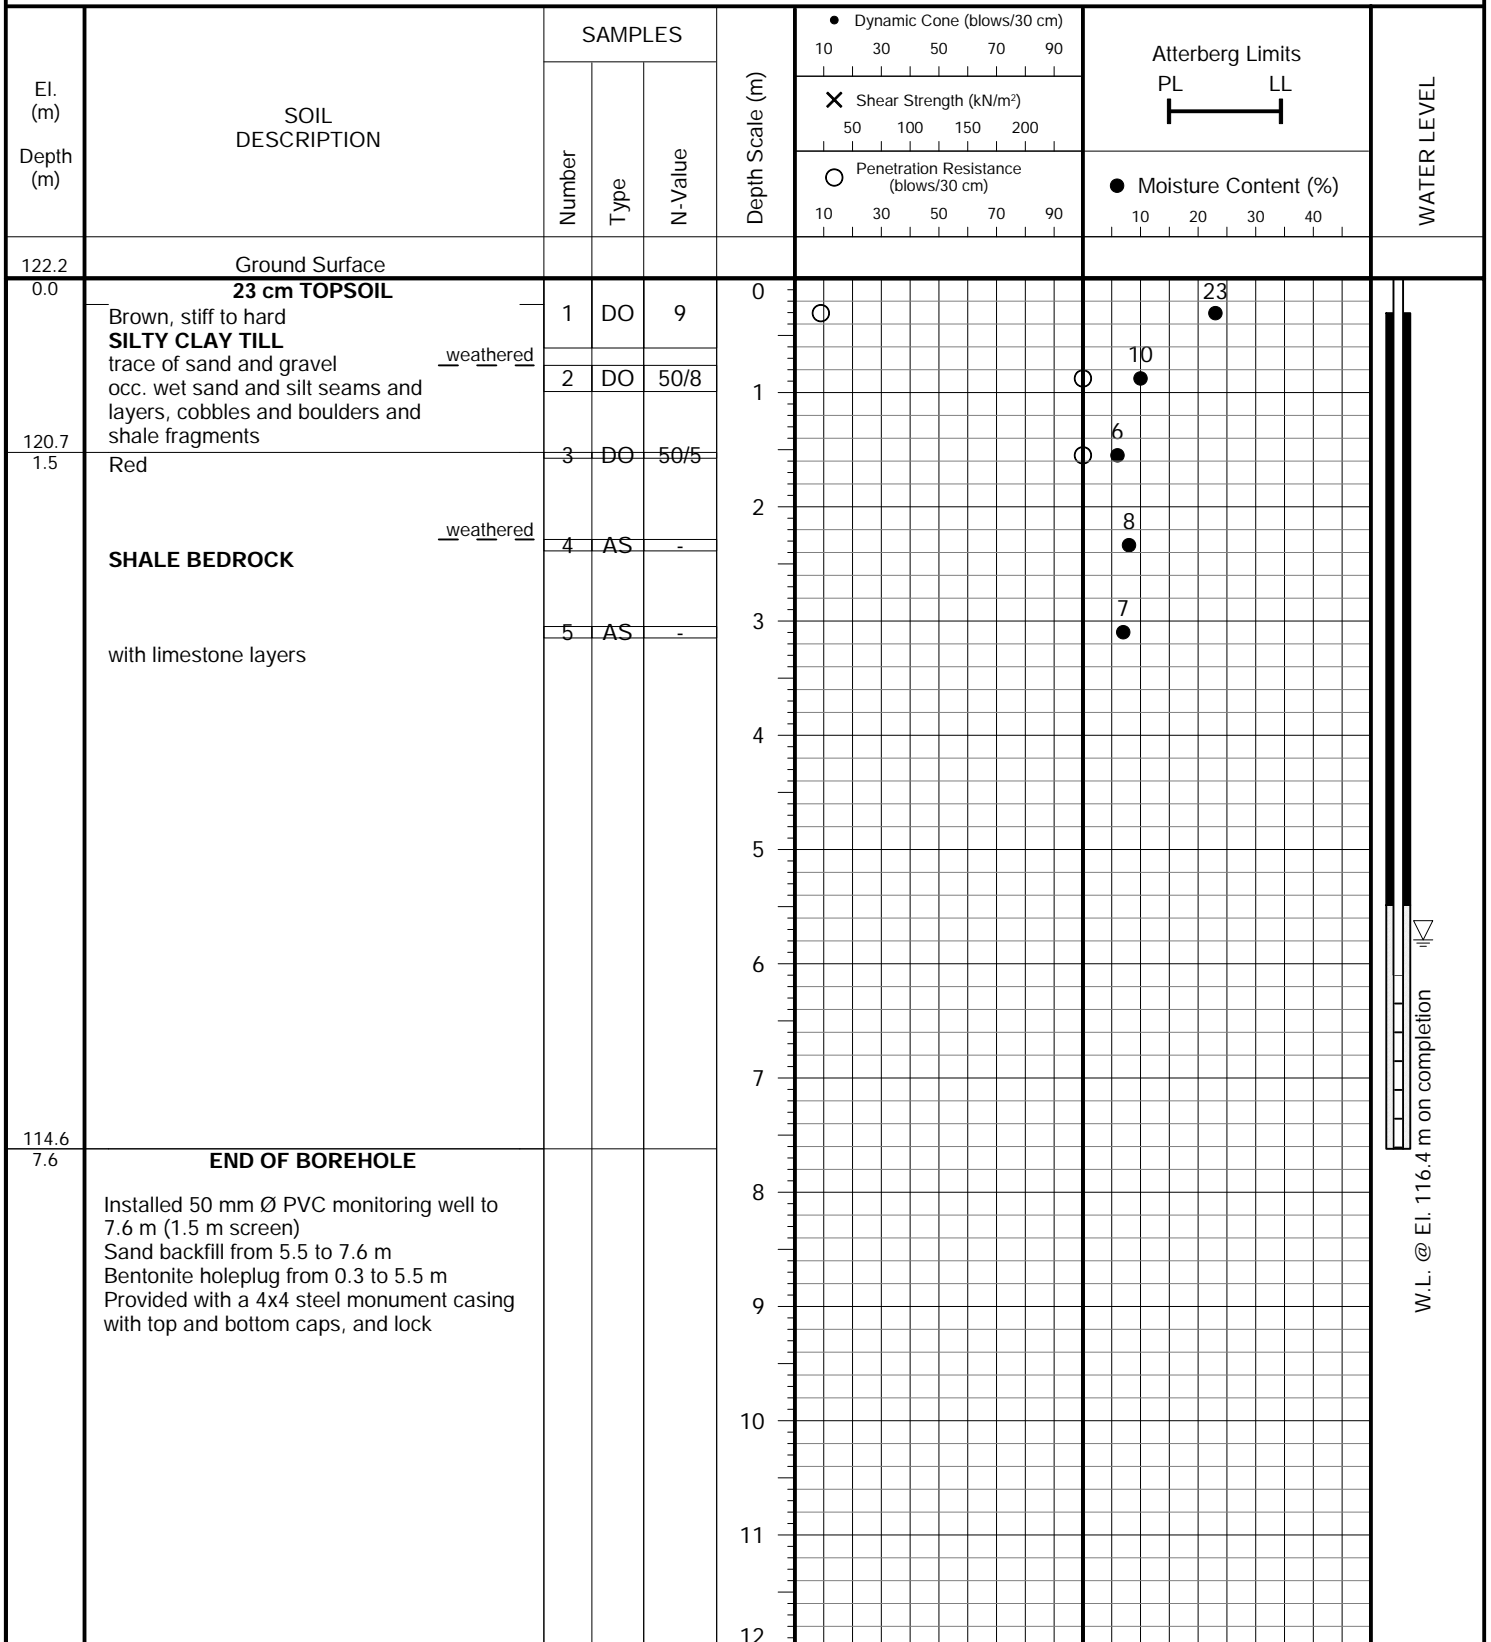 El.
(m)
Depth
(m)
SOIL
DESCRIPTION
SAMPLES
Number
Type
N-Value
Depth Scale (m)
● Dynamic Cone (blows/30 cm)
10 30 50 70 90
✕ Shear Strength (kN/m²)
50 100 150 200
○ Penetration Resistance
(blows/30 cm)
10 30 50 70 90
Atterberg Limits
PL LL
● Moisture Content (%)
10 20 30 40
WATER LEVEL
122.2 Ground Surface
0.0 23 cm TOPSOIL
Brown, stiff to hard
SILTY CLAY TILL
trace of sand and gravel
weathered
occ. wet sand and silt seams and
layers, cobbles and boulders and
shale fragments
120.7
1.5 Red
weathered
SHALE BEDROCK
with limestone layers
114.6
7.6 END OF BOREHOLE
Installed 50 mm Ø PVC monitoring well to
7.6 m (1.5 m screen)
Sand backfill from 5.5 to 7.6 m
Bentonite holeplug from 0.3 to 5.5 m
Provided with a 4x4 steel monument casing
with top and bottom caps, and lock
1 DO 9
2 DO 50/8
3 DO 50/5
4 AS -
5 AS -
0
1
2
3
4
5
6
7
8
9
10
11
12
23
10
6
8
7
W.L. @ El. 116.4 m on completion